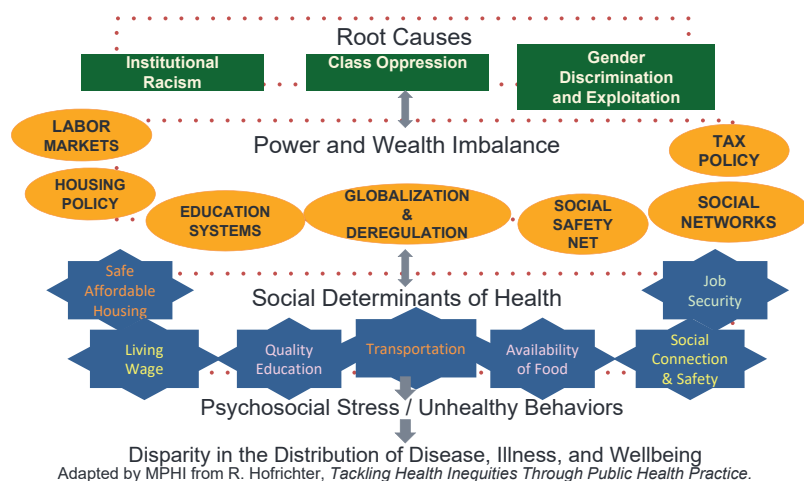 Root Causes
Institutional
Racism
Class Oppression
Gender
Discrimination
and Exploitation
LABOR
MARKETS
Power and Wealth Imbalance
TAX
POLICY
HOUSING
POLICY
EDUCATION
SYSTEMS
GLOBALIZATION
&
DEREGULATION
SOCIAL
SAFETY
NET
SOCIAL
NETWORKS
Safe
Affordable
Housing
Social Determinants of Health
Job
Security
Living
Wage
Quality
Education
Transportation
Availability
of Food
Social
Connection
& Safety
Psychosocial Stress / Unhealthy Behaviors
Disparity in the Distribution of Disease, Illness, and Wellbeing
Adapted by MPHI from R. Hofrichter, Tackling Health Inequities Through Public Health Practice.